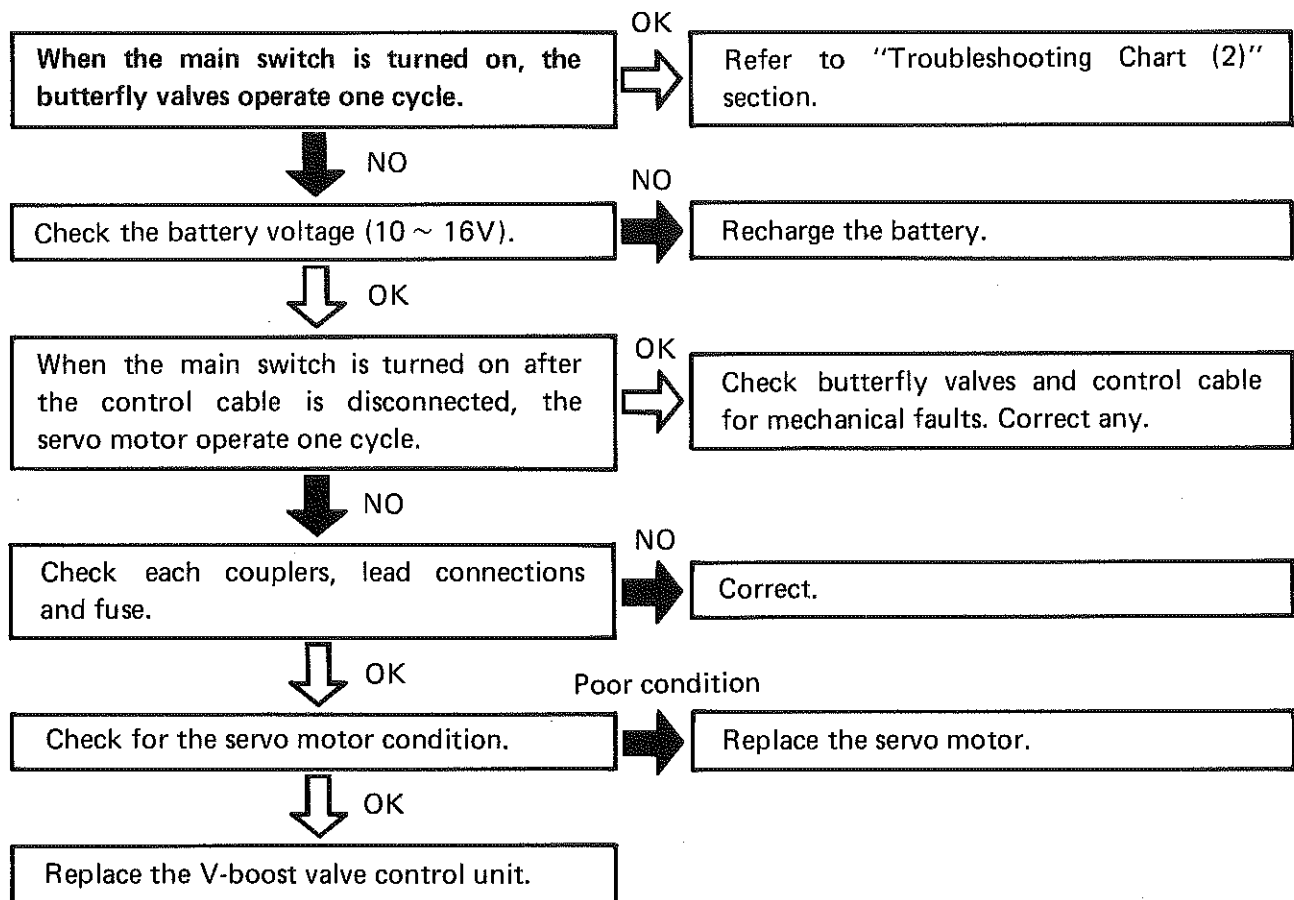 OK
When the main switch is turned on, the
butterfly valves operate one cycle.
Refer to "Troubleshooting Chart (2)"
section.
NO
NO
Check the battery voltage (10 ~ 16V).
Recharge the battery.
OK
When the main switch is turned on after
the control cable is disconnected, the
servo motor operate one cycle.
OK
Check butterfly valves and control cable
for mechanical faults. Correct any.
NO
NO
Check each couplers, lead connections
and fuse.
Correct.
OK
Poor condition
Check for the servo motor condition.
Replace the servo motor.
OK
Replace the V-boost valve control unit.